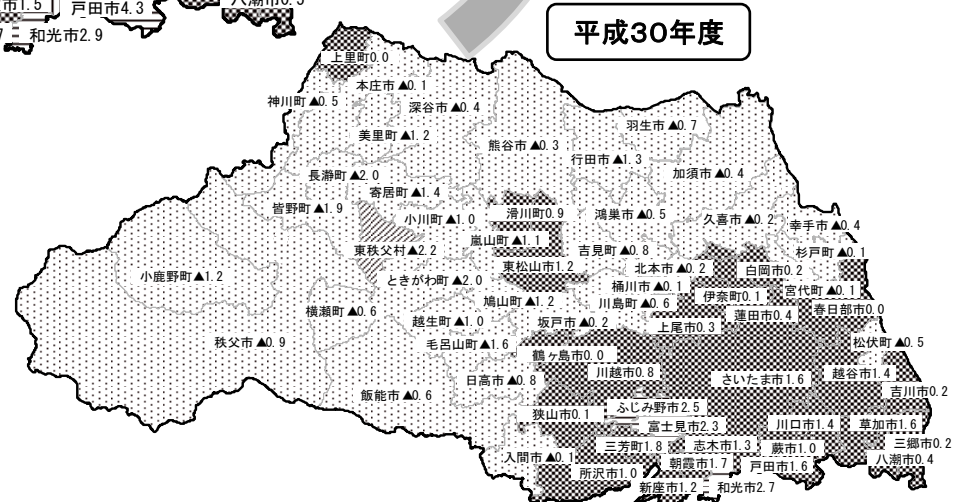 市1.5 戸田市4.3 八潮市0.5
和光市2.9
平成30年度
上里町0.0
本庄市▲0.1
神川町▲0.5
深谷市▲0.4
美里町▲1.2
羽生市▲0.7
熊谷市▲0.3
行田市▲1.3
加須市▲0.4
長瀞町▲2.0
寄居町▲1.4
皆野町▲1.9
小川町▲1.0
滑川町0.9
鴻巣市▲0.5
久喜市▲0.2
幸手市▲0.4
嵐山町▲1.1
東秩父村▲2.2
吉見町▲0.8
杉戸町▲0.1
東松山市1.2
北本市▲0.2
白岡市0.2
小鹿野町▲1.2
ときがわ町▲2.0
桶川市▲0.1
宮代町▲0.1
鳩山町▲1.2
川島町▲0.6
伊奈町0.1
春日部市0.0
横瀬町▲0.6
越生町▲1.0
坂戸市▲0.2
蓮田市0.4
上尾市0.3
秩父市▲0.9
毛呂山町▲1.6
鶴ヶ島市0.0
松伏町▲0.5
川越市0.8
さいたま市1.6
越谷市1.4
日高市▲0.8
吉川市0.2
飯能市▲0.6
狭山市0.1
ふじみ野市2.5
富士見市2.3
川口市1.4
草加市1.6
三芳町1.8
志木市1.3
蕨市1.0
三郷市0.2
入間市▲0.1
所沢市1.0
朝霞市1.7
戸田市1.6
八潮市0.4
新座市1.2
和光市2.7